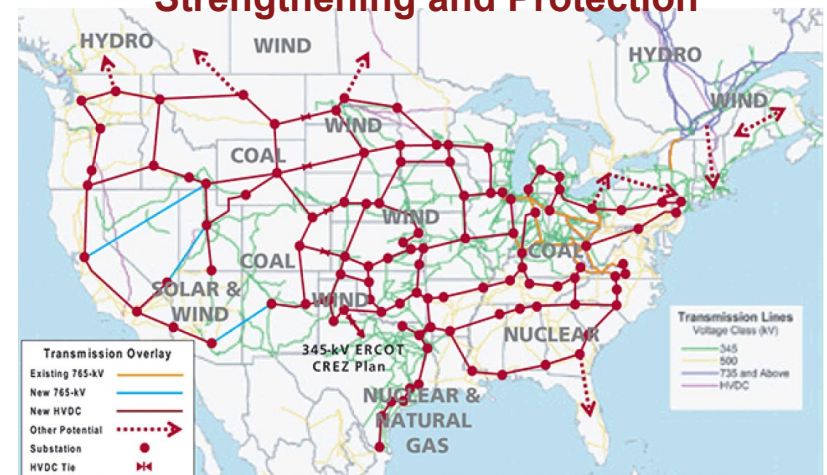 Strengthening and Protection
HYDRO
WIND
HYDRO
WIND
WIND
COAL
WIND
COAL
COAL
SOLAR &
WIND
WIND
NUCLEAR
345-kV ERCOT
CREZ Plan
NUCLEAR &
NATURAL
GAS
Transmission Overlay
Existing 765-kV
New 765-kV
New HVDC
Other Potential
Substation
HVDC Tie
Transmission Lines
Voltage Class (kV)
345
500
735 and Above
HVDC